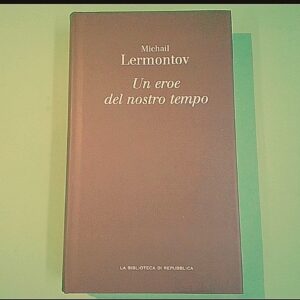 Michail
Lermontov
Un eroe
del nostro tempo
LA BIBLIOTECA DI REPUBBLICA